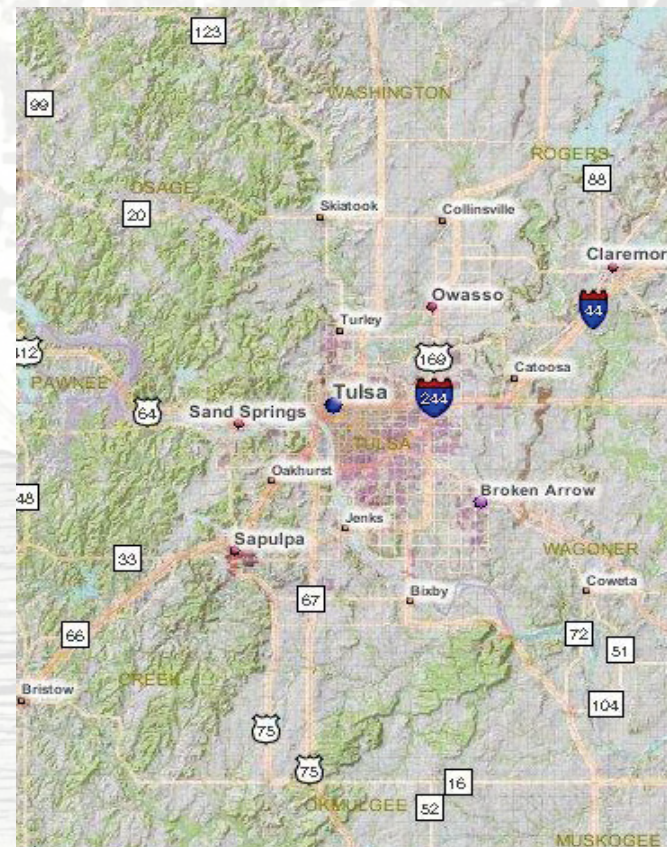 123
WASHINGTON
99
ROGERS
88
OSAGE
20
Skiatook
Collinsville
Claremor
Owasso
44
Turley
412
169
Catoosa
PAWNEE
Tulsa
244
64
Sand Springs
TULSA
Oakhurst
Broken Arrow
48
Jenks
Sapulpa
WAGONER
33
Coweta
67
Bixby
66
72
51
CREEK
Bristow
104
75
75
16
OKMULGEE
52
MUSKOGEE